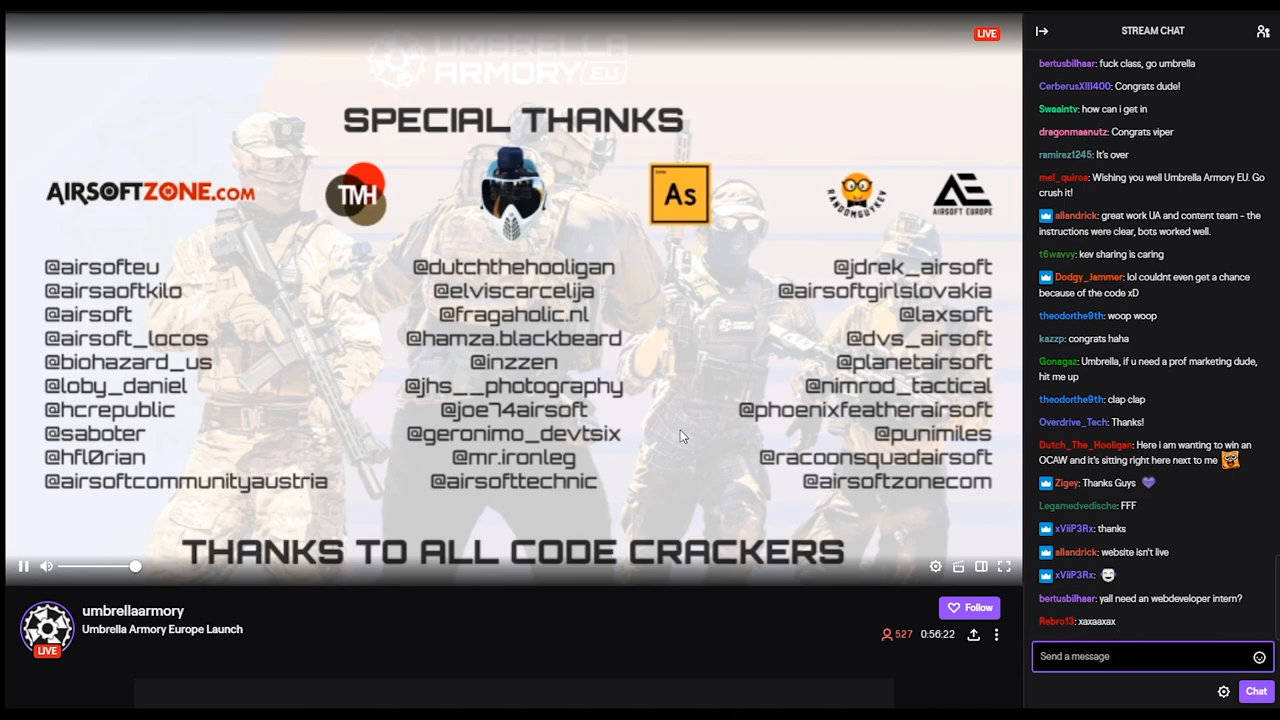 UMBRELLA
ARMORY EU
LIVE
SPECIAL THANKS
AIRSOFTZONE.COM
TMH
As
RANDOMGUYKEV
AE
AIRSOFT EUROPE
@airsofteu
@airsaoftkilo
@airsoft
@airsoft_locos
@biohazard_us
@loby_daniel
@hcrepublic
@saboter
@hfl0rian
@airsoftcommunityaustria
@dutchthehooligan
@elviscarcelija
@fragaholic.nl
@hamza.blackbeard
@inzzen
@jhs__photography
@joe74airsoft
@geronimo_devtsix
@mr.ironleg
@airsofttechnic
@jdrek_airsoft
@airsoftgirlslovakia
@laxsoft
@dvs_airsoft
@planetairsoft
@nimrod_tactical
@phoenixfeatherairsoft
@punimiles
@racoonsquadairsoft
@airsoftzonecom
THANKS TO ALL CODE CRACKERS
umbrellaarmory
Umbrella Armory Europe Launch
LIVE
Follow
527 0:56:22
STREAM CHAT
bertusbilhaar: fuck class, go umbrella
CerberusXIII400: Congrats dude!
Swaaintv: how can i get in
dragonmaanutz: Congrats viper
ramirez1245: It's over
mel_quiros: Wishing you well Umbrella Armory EU. Go
crush it!
allandrick: great work UA and content team - the
instructions were clear, bots worked well.
t6wavvy: kev sharing is caring
Dodgy_Jammer: lol couldnt even get a chance
because of the code xD
theodorthe9th: woop woop
kazzp: congrats haha
Gonagaz: Umbrella, if u need a prof marketing dude,
hit me up
theodorthe9th: clap clap
Overdrive_Tech: Thanks!
Dutch_The_Hooligan: Here i am wanting to win an
OCAW and it's sitting right here next to me
Zigey: Thanks Guys
Legamedvedische: FFF
xViiP3Rx: thanks
allandrick: website isn't live
xViiP3Rx:
bertusbilhaar: yall need an webdeveloper intern?
Rebro13: xaxaaxax
Send a message
Chat